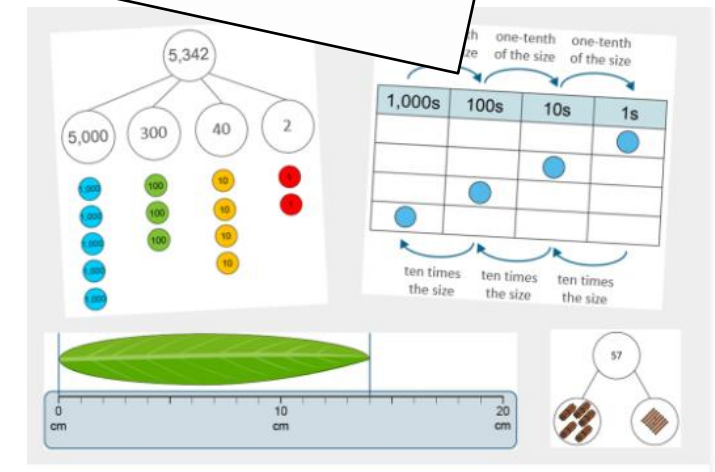 5,342
5,000 300 40 2
1,000 100 10 1
1,000 100 10 1
1,000 100 10
1,000 10
1,000
one-tenth one-tenth
of the size of the size
1,000s 100s 10s 1s
ten times ten times ten times
the size the size the size
0 10 20
cm cm cm
57